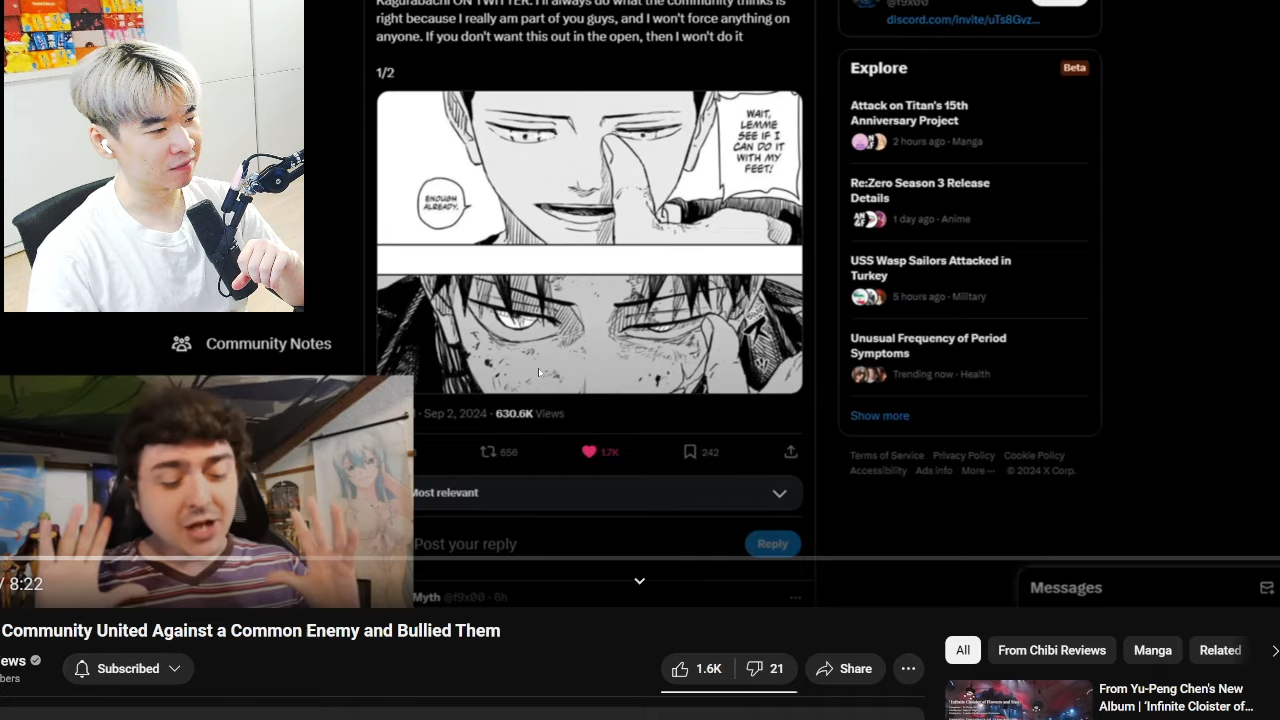 Kagurabachi ON TWITTER. I'll always do what the community thinks is
right because I really am part of you guys, and I won't force anything on
anyone. If you don't want this out in the open, then I won't do it
1/2
WAIT,
LEMME
SEE IF I
CAN DO IT
WITH MY
FEET!
ENOUGH
ALREADY.
· Sep 2, 2024 · 630.6K Views
656
1.7K
242
Most relevant
Post your reply
Reply
Myth @f9x00 · 6h
Community Notes
@f9x00
discord.com/invite/uTs8Gvz...
Explore
Beta
Attack on Titan's 15th
Anniversary Project
2 hours ago · Manga
Re:Zero Season 3 Release
Details
1 day ago · Anime
USS Wasp Sailors Attacked in
Turkey
5 hours ago · Military
Unusual Frequency of Period
Symptoms
Trending now · Health
Show more
Terms of Service Privacy Policy Cookie Policy
Accessibility Ads info More ··· © 2024 X Corp.
Messages
/ 8:22
Community United Against a Common Enemy and Bullied Them
ews
bers
Subscribed
1.6K
21
Share
All
From Chibi Reviews
Manga
Related
From Yu-Peng Chen's New
Album | 'Infinite Cloister o...